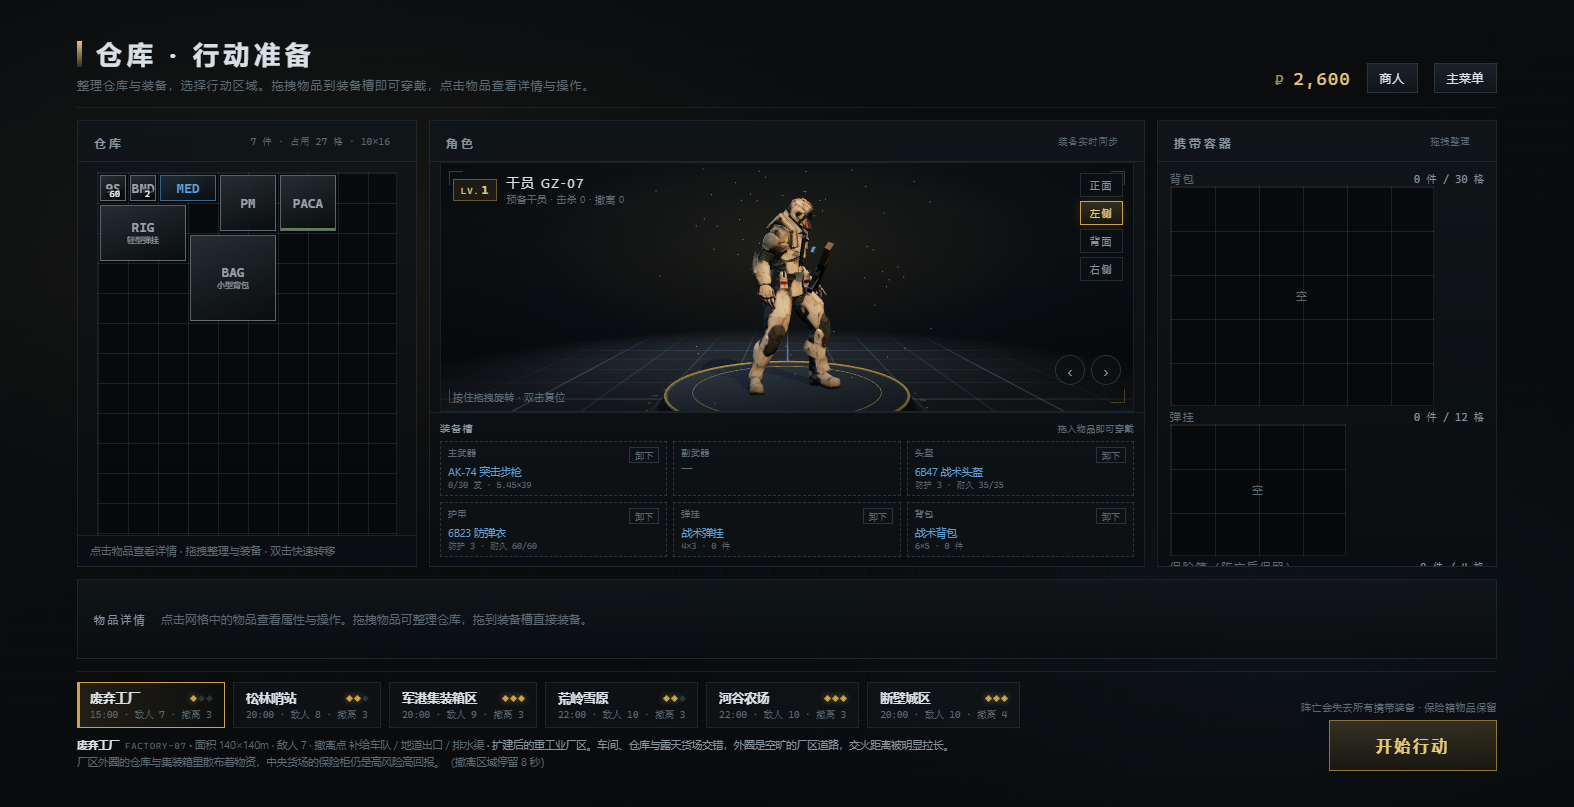 仓库 · 行动准备
整理仓库与装备，选择行动区域。拖拽物品到装备槽即可穿戴，点击物品查看详情与操作。
₽ 2,600
商人
主菜单
仓库
7 件 · 占用 27 格 · 10×16
60
BND
2
MED
PM
PACA
RIG
轻型弹挂
BAG
小型背包
点击物品查看详情 · 拖拽整理与装备 · 双击快速转移
角色
装备实时同步
LV. 1
干员 GZ-07
预备干员 · 击杀 0 · 撤离 0
正面
左侧
背面
右侧
‹
›
按住拖拽旋转 · 双击复位
装备槽
拖入物品即可穿戴
主武器
卸下
AK-74 突击步枪
0/30 发 · 5.45×39
副武器
—
头盔
卸下
6B47 战术头盔
防护 3 · 耐久 35/35
护甲
卸下
6B23 防弹衣
防护 3 · 耐久 60/60
弹挂
卸下
战术弹挂
4×3 · 0 件
背包
卸下
战术背包
6×5 · 0 件
携带容器
拖拽整理
背包
0 件 / 30 格
空
弹挂
0 件 / 12 格
空
保险箱（阵亡后保留）
物品详情
点击网格中的物品查看属性与操作。拖拽物品可整理仓库，拖到装备槽直接装备。
废弃工厂 ◆◆◆
15:00 · 敌人 7 · 撤离 3
松林哨站 ◆◆◆
20:00 · 敌人 8 · 撤离 3
军港集装箱区 ◆◆◆
20:00 · 敌人 9 · 撤离 3
荒岭雪原 ◆◆◆
22:00 · 敌人 10 · 撤离 3
河谷农场 ◆◆◆
22:00 · 敌人 10 · 撤离 3
断壁城区 ◆◆◆
20:00 · 敌人 10 · 撤离 4
废弃工厂 FACTORY-07 · 面积 140×140m · 敌人 7 · 撤离点 补给车队 / 地道出口 / 排水渠 · 扩建后的重工业厂区。车间、仓库与露天货场交错，外圈是空旷的厂区道路，交火距离被明显拉长。
厂区外圈的仓库与集装箱里散布着物资，中央货场的保险柜仍是高风险高回报。（撤离区域停留 8 秒）
阵亡会失去所有携带装备 · 保险箱物品保留
开始行动